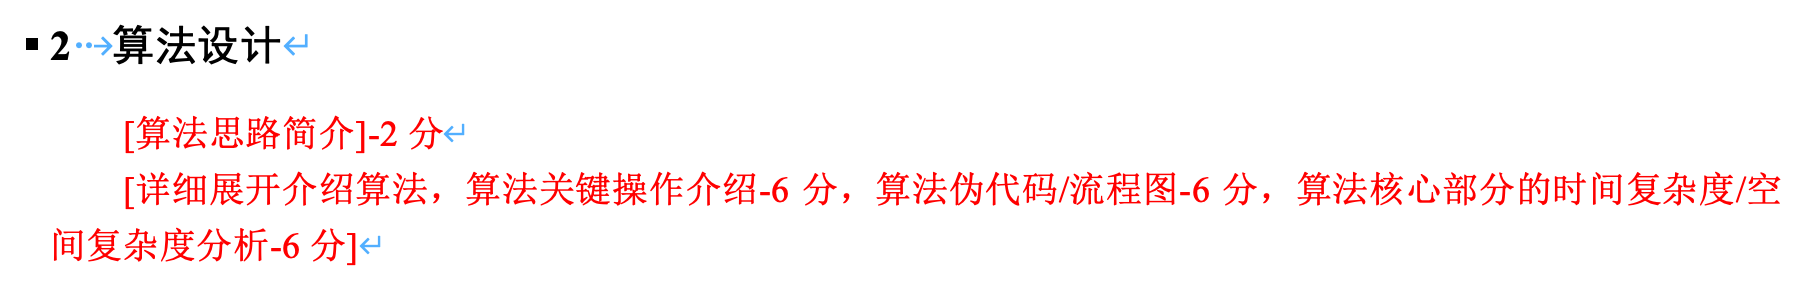 2 算法设计
[算法思路简介]-2 分
[详细展开介绍算法，算法关键操作介绍-6 分，算法伪代码/流程图-6 分，算法核心部分的时间复杂度/空
间复杂度分析-6 分]